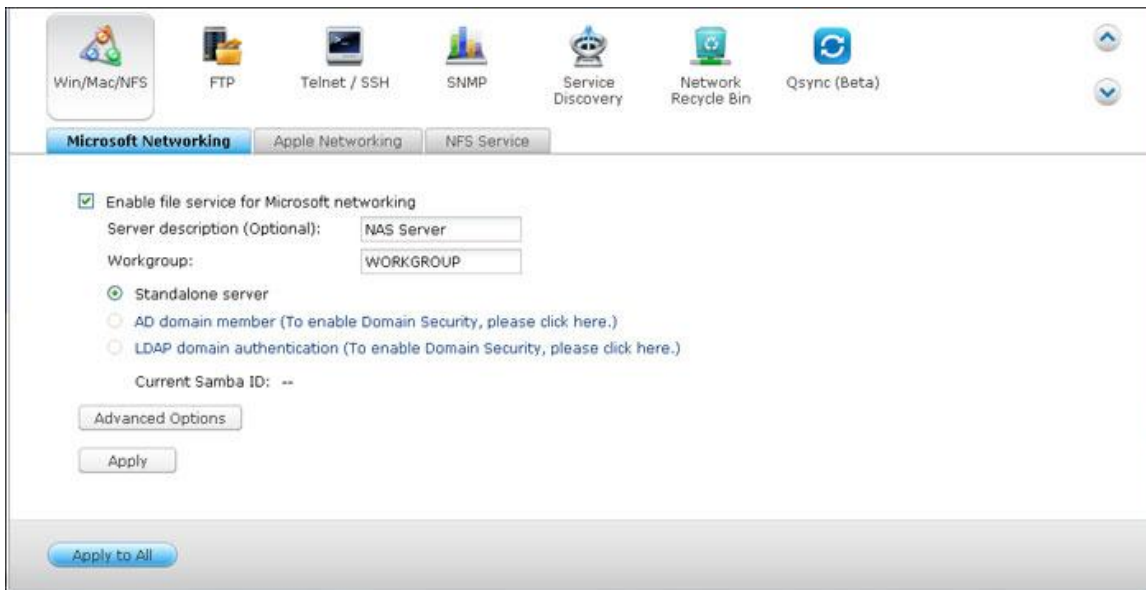 Win/Mac/NFS
FTP
Telnet / SSH
SNMP
Service
Discovery
Network
Recycle Bin
Qsync (Beta)
Microsoft Networking
Apple Networking
NFS Service
Enable file service for Microsoft networking
Server description (Optional): NAS Server
Workgroup: WORKGROUP
Standalone server
AD domain member (To enable Domain Security, please click here.)
LDAP domain authentication (To enable Domain Security, please click here.)
Current Samba ID: --
Advanced Options
Apply
Apply to All